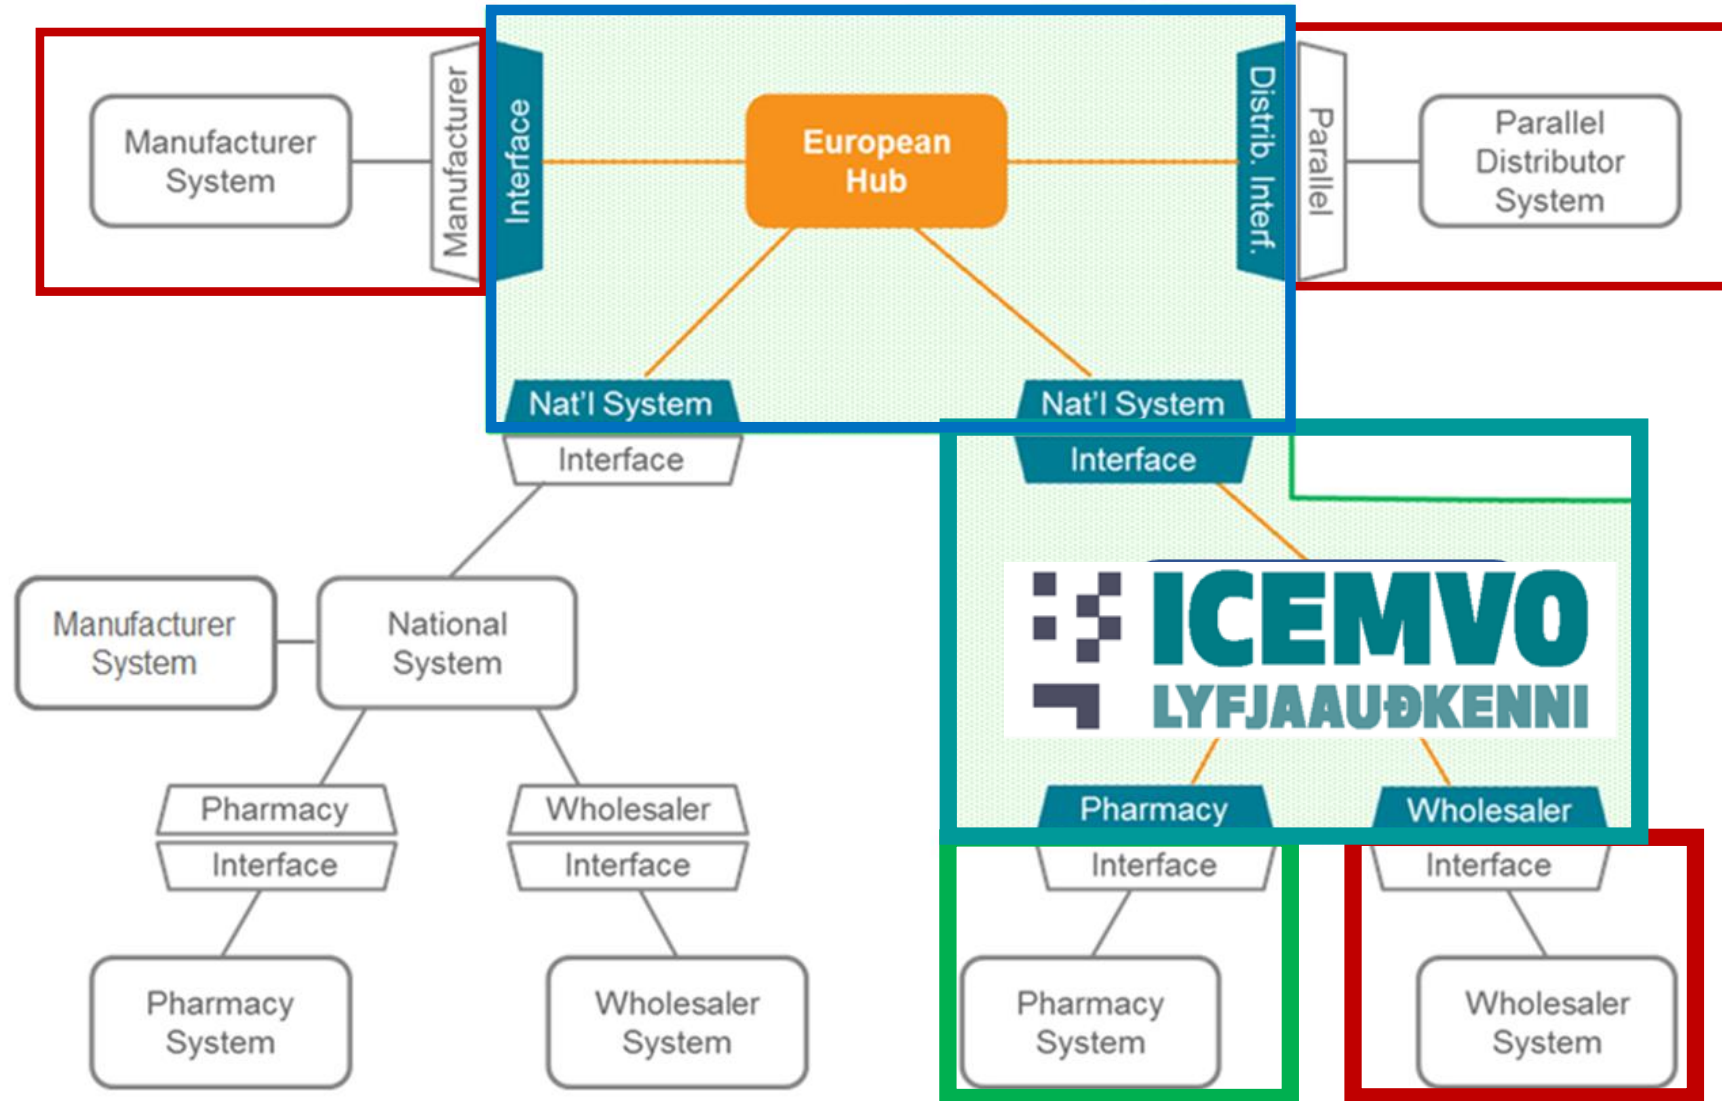 Manufacturer
System
Manufacturer
Interface
European
Hub
Distrib. Interf.
Parallel
Parallel
Distributor
System
Nat'l System
Interface
Nat'l System
Interface
Manufacturer
System
National
System
ICEMVO
LYFJAAUÐKENNI
Pharmacy
Interface
Wholesaler
Interface
Pharmacy
Interface
Wholesaler
Interface
Pharmacy
System
Wholesaler
System
Pharmacy
System
Wholesaler
System